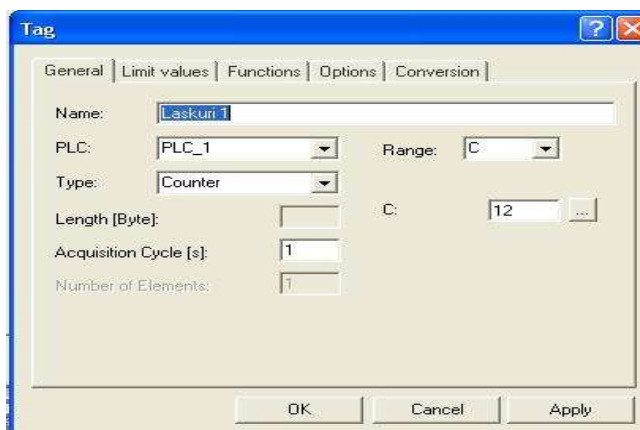 Tag
General Limit values Functions Options Conversion
Name: Laskuri 1
PLC: PLC_1 Range: C
Type: Counter
Length [Byte]: C: 12 ...
Acquisition Cycle [s]: 1
Number of Elements: 1
OK Cancel Apply